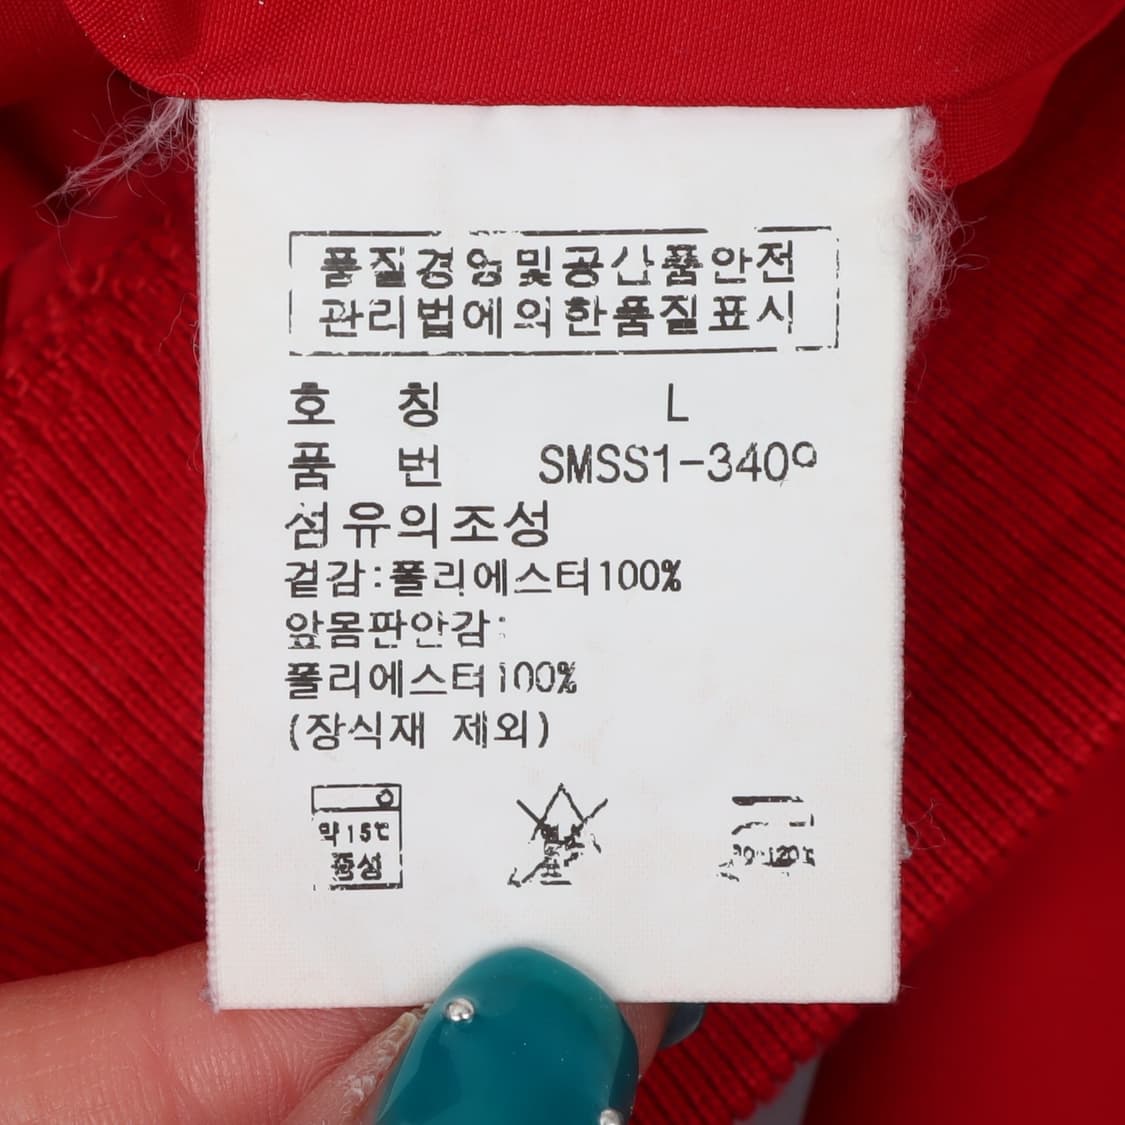 품질경영및공산품안전
관리법에의한품질표시
호 칭 L
품 번
섬유의조성
겉감:폴리에스터100%
앞몸판안감:
폴리에스터100%
(장식재 제외)
약15℃
중성